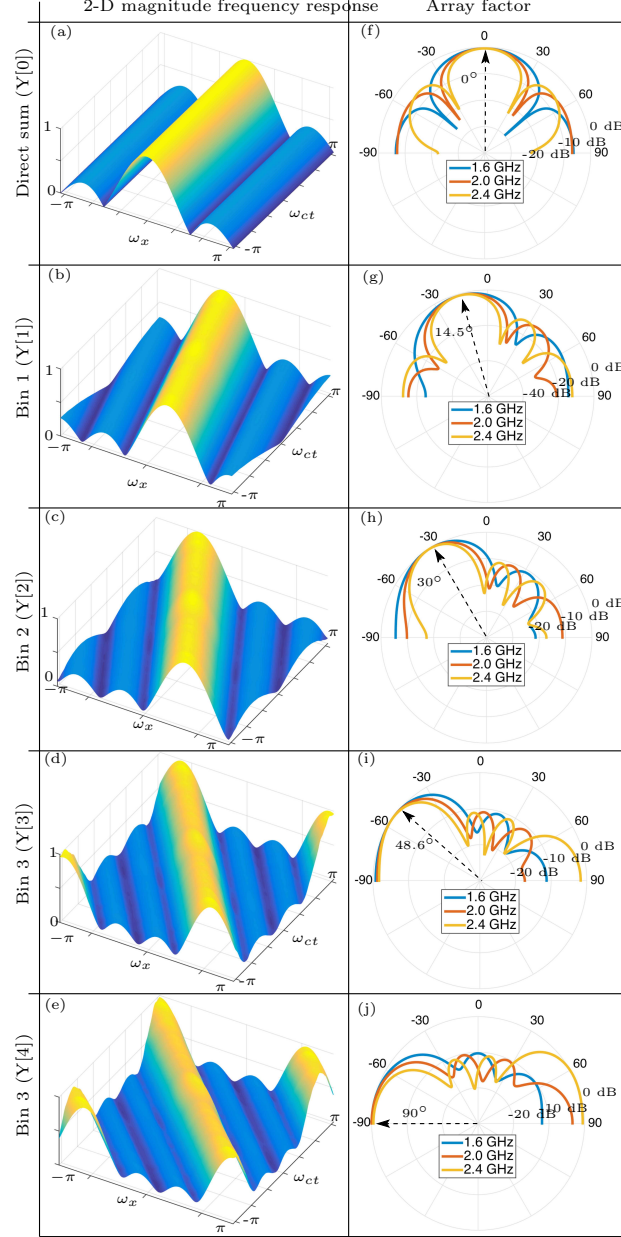 2-D magnitude frequency response Array factor
Direct sum (Y[0])
(a)
1
0
−π
ω_x
π
-π
ω_ct
π
(f)
0
-30
30
-60
60
-90
90
0°
0 dB
-10 dB
-20 dB
1.6 GHz
2.0 GHz
2.4 GHz
Bin 1 (Y[1])
(b)
1
0
−π
ω_x
π
-π
ω_ct
π
(g)
0
-30
30
-60
60
-90
90
14.5°
0 dB
-20 dB
-40 dB
1.6 GHz
2.0 GHz
2.4 GHz
Bin 2 (Y[2])
(c)
1
0
−π
ω_x
π
−π
ω_ct
π
(h)
0
-30
30
-60
60
-90
90
30°
0 dB
-10 dB
-20 dB
1.6 GHz
2.0 GHz
2.4 GHz
Bin 3 (Y[3])
(d)
1
0
−π
ω_x
π
-π
ω_ct
π
(i)
0
-30
30
-60
60
-90
90
48.6°
0 dB
-10 dB
-20 dB
1.6 GHz
2.0 GHz
2.4 GHz
Bin 3 (Y[4])
(e)
1
0
−π
ω_x
π
-π
ω_ct
π
(j)
0
-30
30
-60
60
-90
90
90°
0 dB
-10 dB
-20 dB
1.6 GHz
2.0 GHz
2.4 GHz